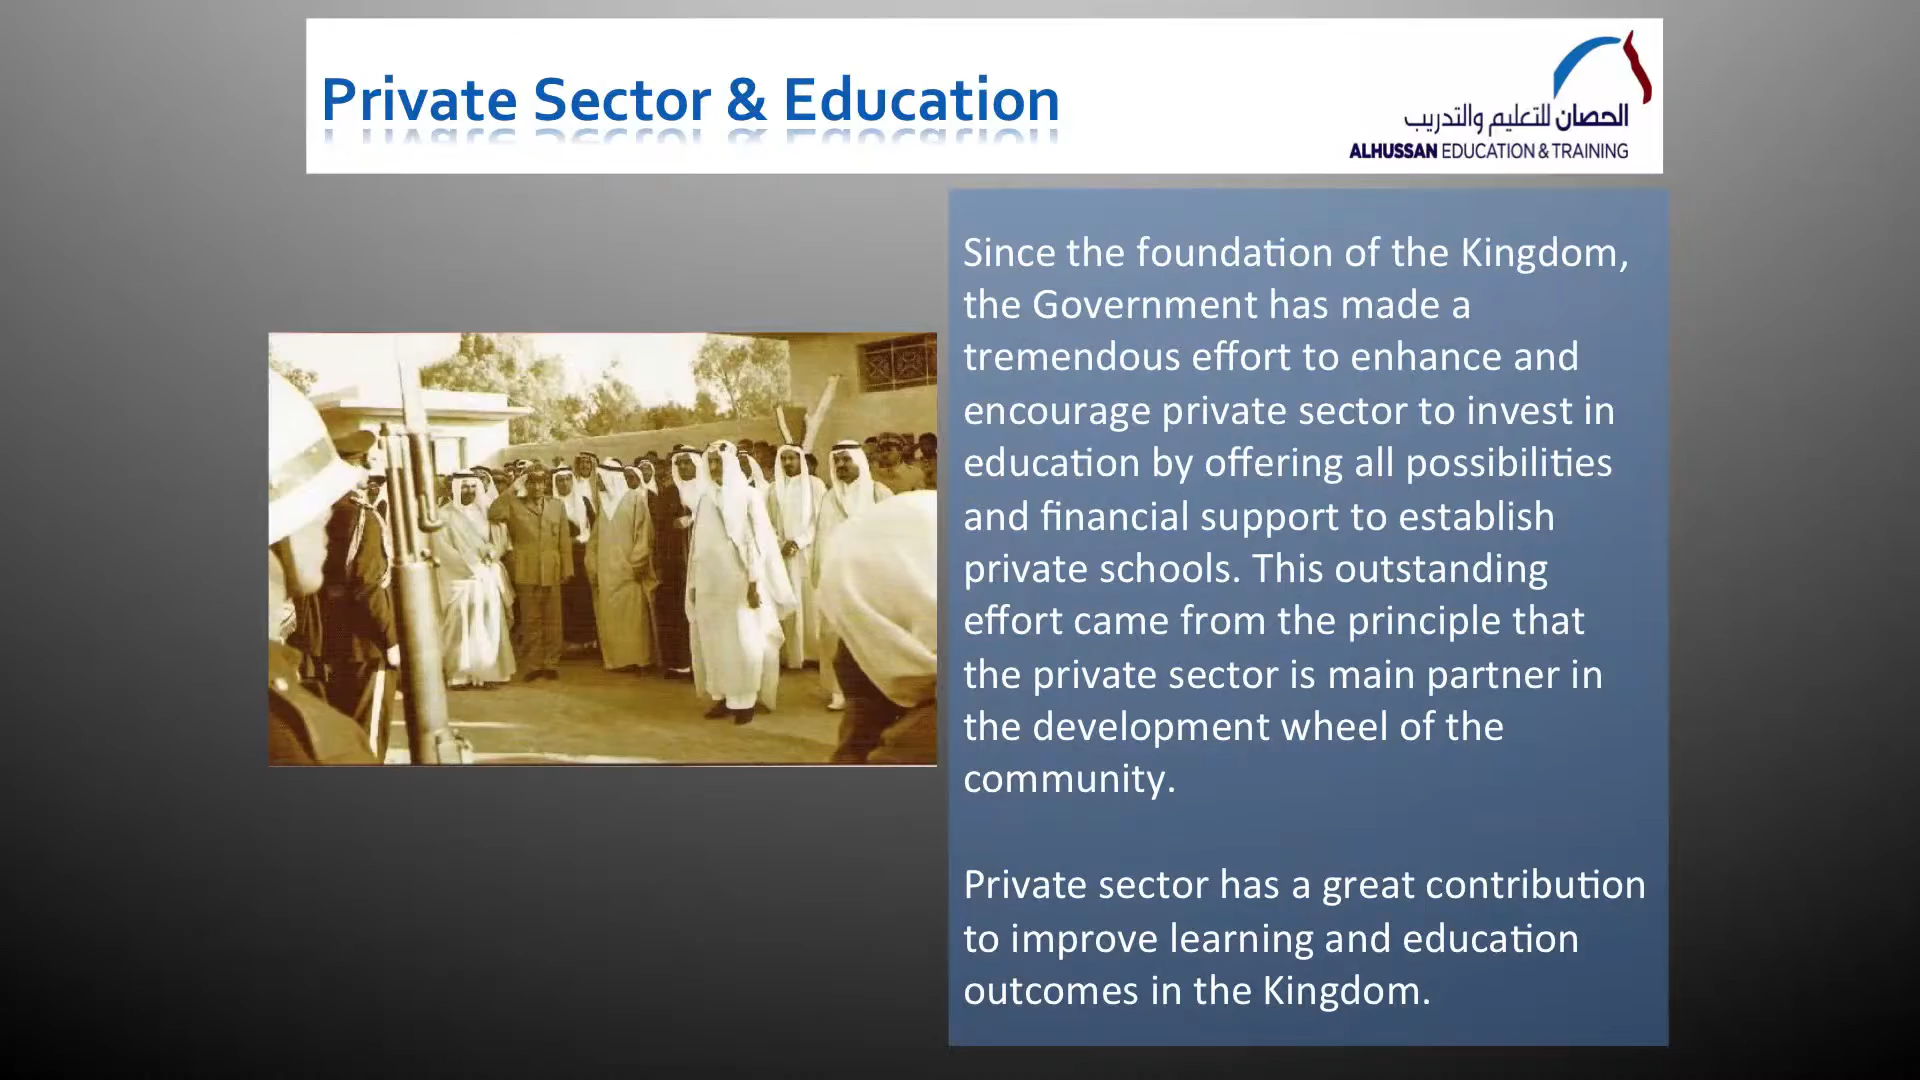 Private Sector & Education
الحصان للتعليم والتدريب
ALHUSSAN EDUCATION & TRAINING
Since the foundation of the Kingdom,
the Government has made a
tremendous effort to enhance and
encourage private sector to invest in
education by offering all possibilities
and financial support to establish
private schools. This outstanding
effort came from the principle that
the private sector is main partner in
the development wheel of the
community.
Private sector has a great contribution
to improve learning and education
outcomes in the Kingdom.